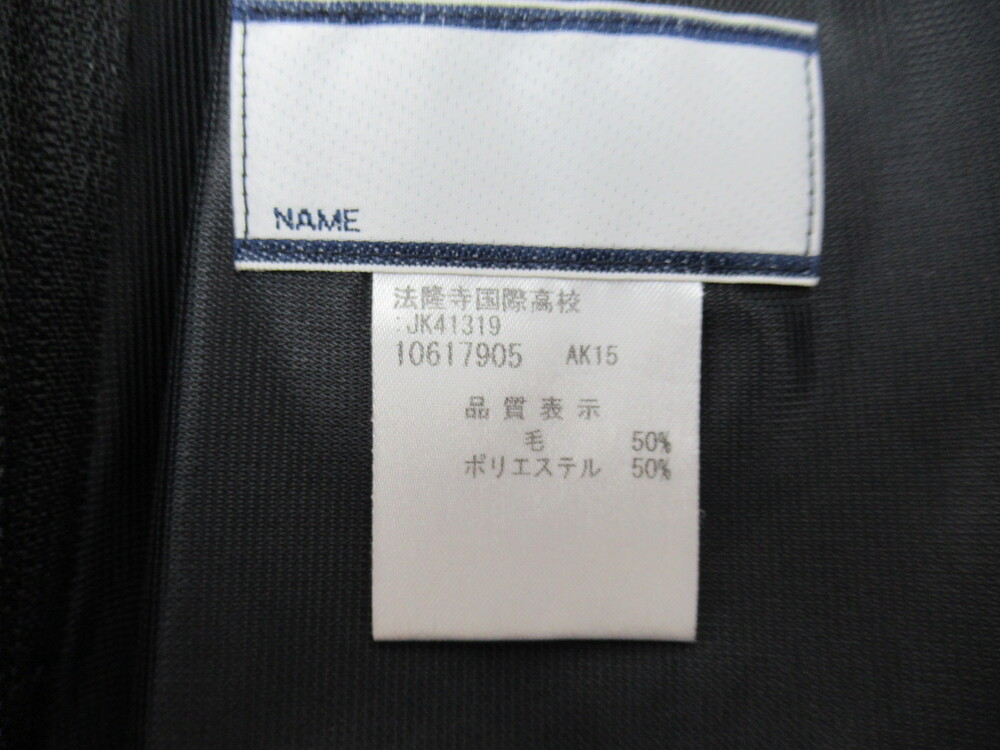 NAME
法隆寺国際高校
:JK41319
10617905 AK15
品質表示
毛 50%
ポリエステル 50%